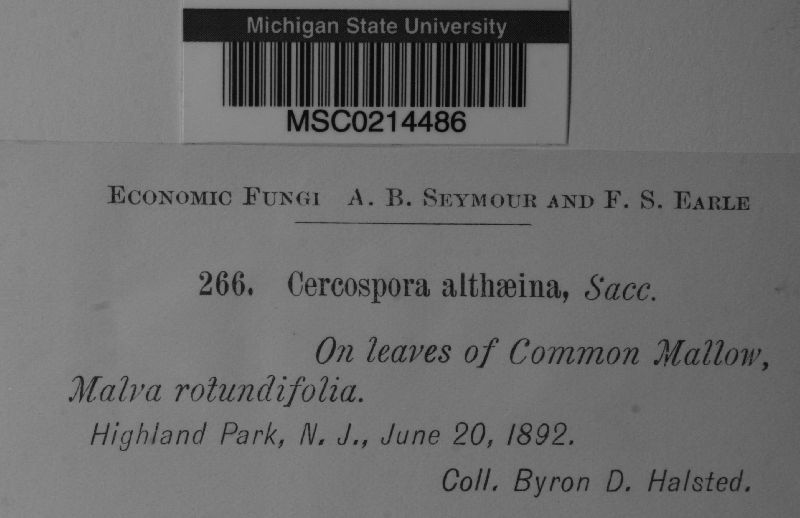 Michigan State University
MSC0214486
Economic Fungi A. B. Seymour and F. S. Earle
266. Cercospora althæina, Sacc.
On leaves of Common Mallow,
Malva rotundifolia.
Highland Park, N. J., June 20, 1892.
Coll. Byron D. Halsted.